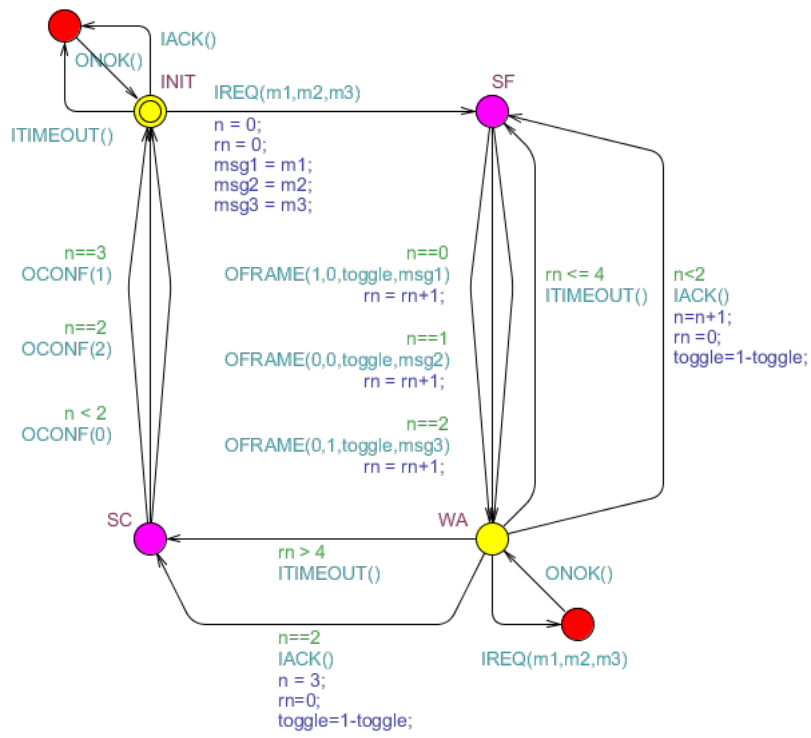 IACK()
ONOK()
INIT
ITIMEOUT()
IREQ(m1,m2,m3)
n = 0;
rn = 0;
msg1 = m1;
msg2 = m2;
msg3 = m3;
SF
n==3
OCONF(1)
n==2
OCONF(2)
n < 2
OCONF(0)
n==0
OFRAME(1,0,toggle,msg1)
rn = rn+1;
n==1
OFRAME(0,0,toggle,msg2)
rn = rn+1;
n==2
OFRAME(0,1,toggle,msg3)
rn = rn+1;
rn <= 4
ITIMEOUT()
n<2
IACK()
n=n+1;
rn =0;
toggle=1-toggle;
SC
WA
rn > 4
ITIMEOUT()
ONOK()
IREQ(m1,m2,m3)
n==2
IACK()
n = 3;
rn=0;
toggle=1-toggle;